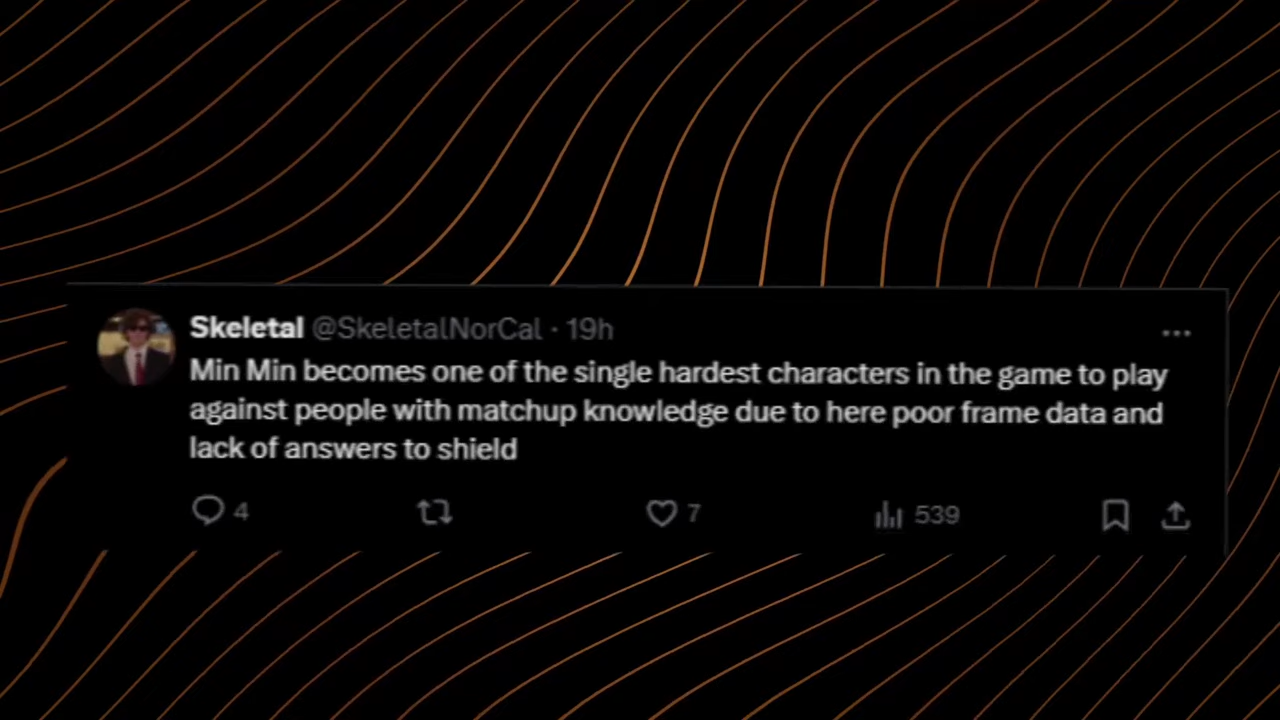 Skeletal @SkeletalNorCal · 19h
Min Min becomes one of the single hardest characters in the game to play
against people with matchup knowledge due to here poor frame data and
lack of answers to shield
4 7 539